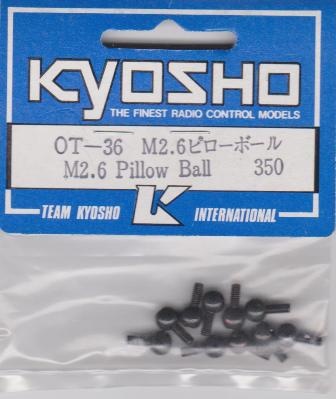 KYOSHO
THE FINEST RADIO CONTROL MODELS
OT-36 M2.6ピローボール
M2.6 Pillow Ball 350
TEAM KYOSHO K INTERNATIONAL